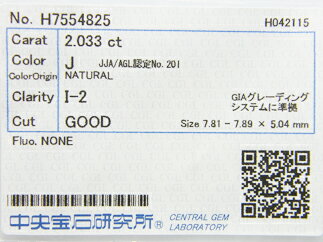 No. H7554825 H042115
Carat 2.033 ct
Color J JJA/AGL認定No.201
ColorOrigin NATURAL
Clarity I-2 GIAグレーディング
システムに準拠
Cut GOOD Size 7.81 - 7.89 × 5.04 mm
Fluo. NONE
中央宝石研究所® CENTRAL GEM
LABORATORY